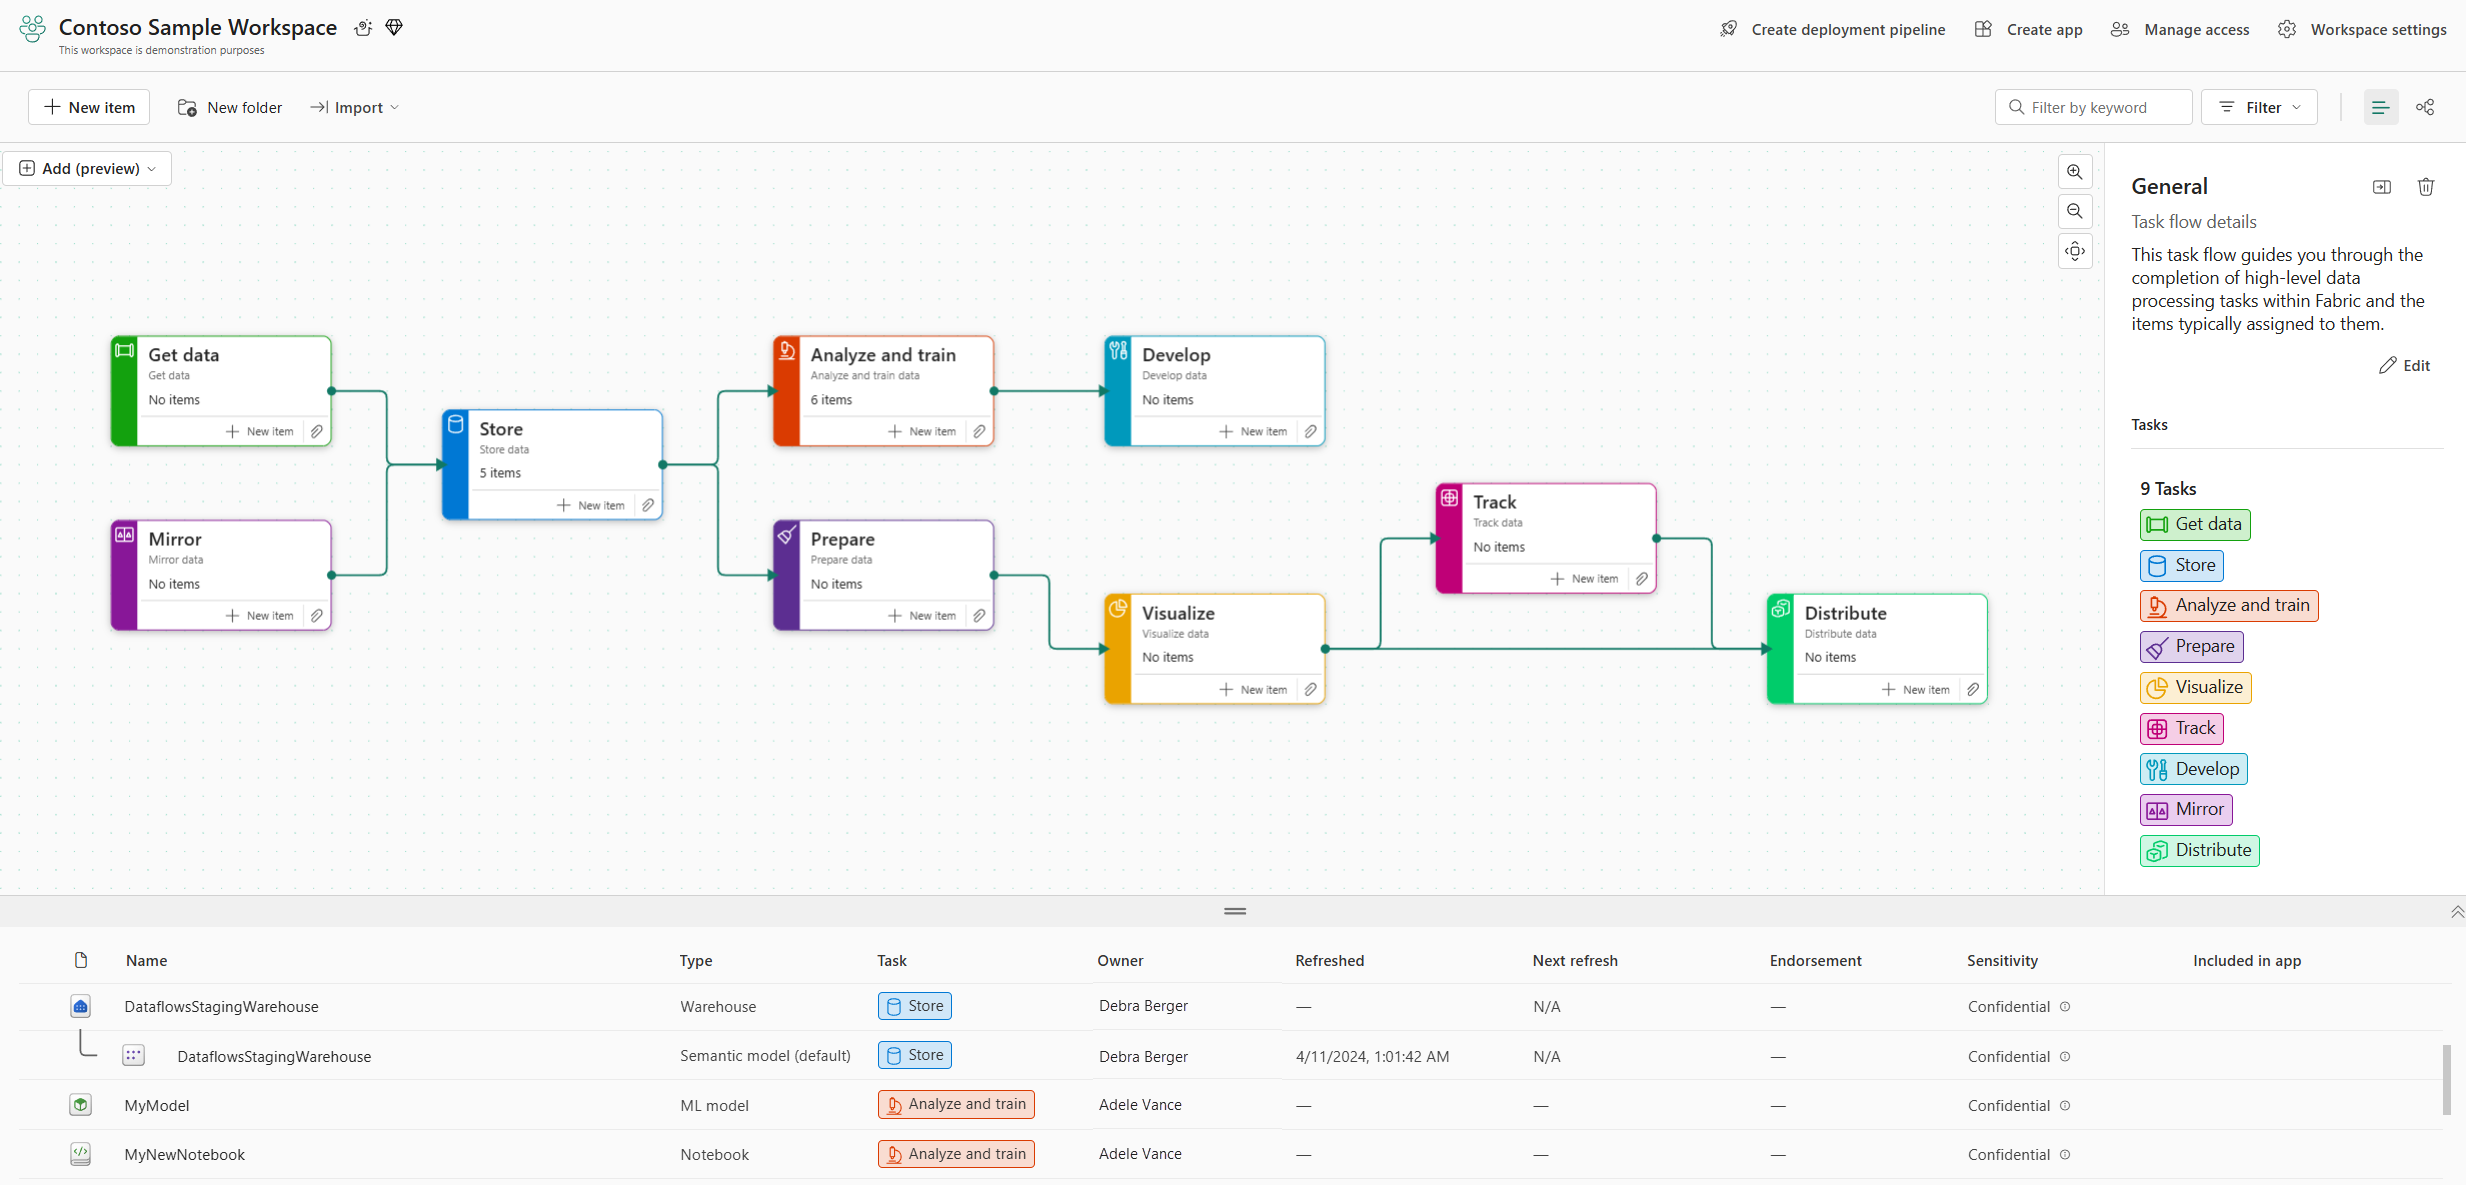 Contoso Sample Workspace
This workspace is demonstration purposes
Create deployment pipeline
Create app
Manage access
Workspace settings
New item
New folder
Import
Filter by keyword
Filter
Add (preview)
Get data
Get data
No items
New item
Mirror
Mirror data
No items
New item
Store
Store data
5 items
New item
Analyze and train
Analyze and train data
6 items
New item
Prepare
Prepare data
No items
New item
Develop
Develop data
No items
New item
Visualize
Visualize data
No items
New item
Track
Track data
No items
New item
Distribute
Distribute data
No items
New item
General
Task flow details
This task flow guides you through the
completion of high-level data
processing tasks within Fabric and the
items typically assigned to them.
Edit
Tasks
9 Tasks
Get data
Store
Analyze and train
Prepare
Visualize
Track
Develop
Mirror
Distribute
Name Type Task Owner Refreshed Next refresh Endorsement Sensitivity Included in app
DataflowsStagingWarehouse Warehouse Store Debra Berger — N/A — Confidential
DataflowsStagingWarehouse Semantic model (default) Store Debra Berger 4/11/2024, 1:01:42 AM N/A — Confidential
MyModel ML model Analyze and train Adele Vance — — — Confidential
MyNewNotebook Notebook Analyze and train Adele Vance — — — Confidential